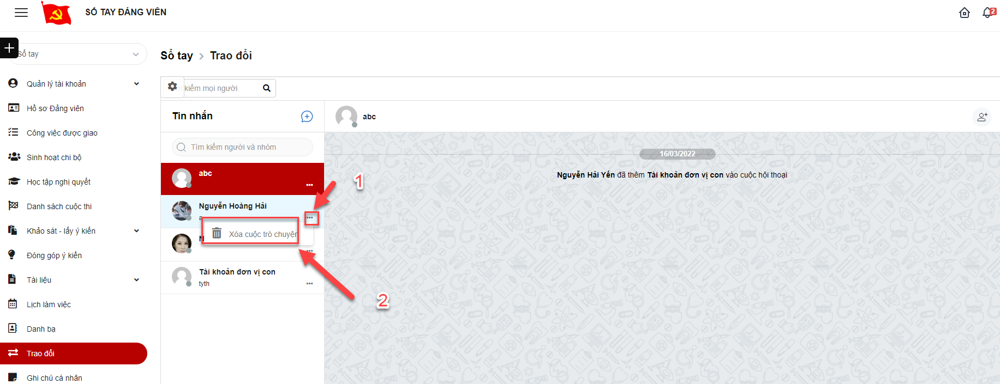 SỔ TAY ĐẢNG VIÊN
2
Sổ tay
Quản lý tài khoản
Hồ sơ Đảng viên
Công việc được giao
Sinh hoạt chi bộ
Học tập nghị quyết
Danh sách cuộc thi
Khảo sát - lấy ý kiến
Đóng góp ý kiến
Tài liệu
Lịch làm việc
Danh bạ
Trao đổi
Ghi chú cá nhân
Sổ tay > Trao đổi
kiếm mọi người
Tin nhắn
Tìm kiếm người và nhóm
abc
Nguyễn Hoàng Hải
a
N
Xóa cuộc trò chuyện
Tài khoản đơn vị con
tyth
1
2
abc
16/03/2022
Nguyễn Hải Yến đã thêm Tài khoản đơn vị con vào cuộc hội thoại